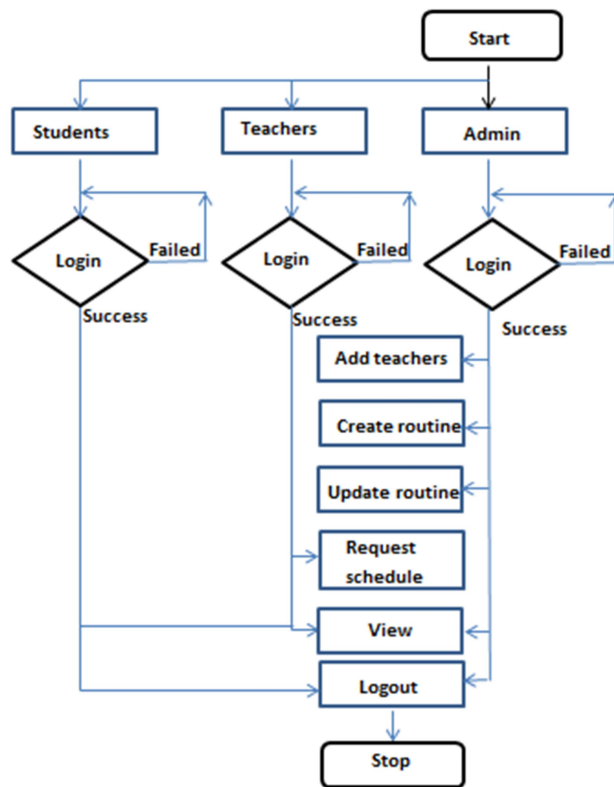 Start
Students
Teachers
Admin
Login
Failed
Login
Failed
Login
Failed
Success
Success
Success
Add teachers
Create routine
Update routine
Request
schedule
View
Logout
Stop